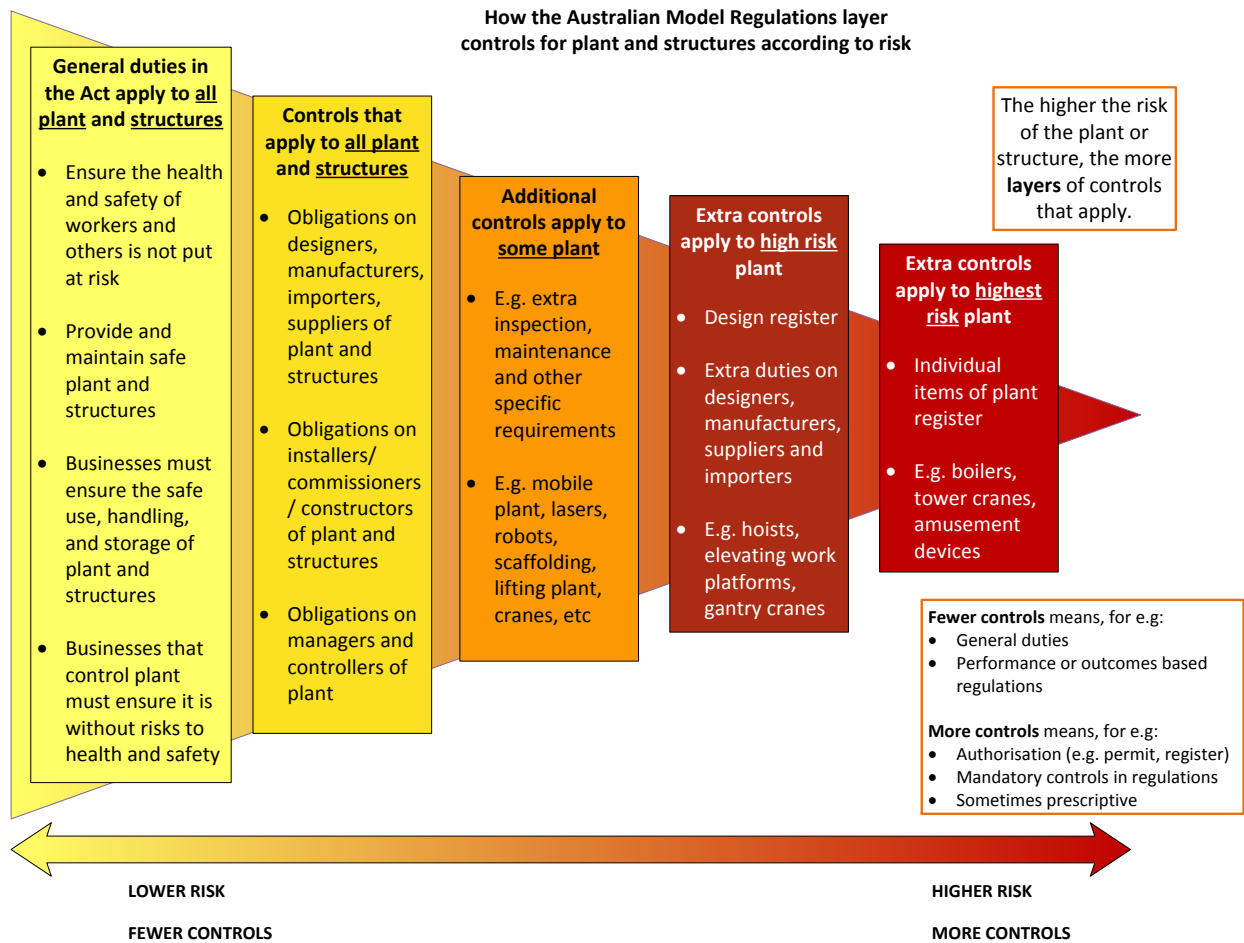 How the Australian Model Regulations layer
controls for plant and structures according to risk
General duties in
the Act apply to all
plant and structures
• Ensure the health
and safety of
workers and
others is not put
at risk
• Provide and
maintain safe
plant and
structures
• Businesses must
ensure the safe
use, handling,
and storage of
plant and
structures
• Businesses that
control plant
must ensure it is
without risks to
health and safety
Controls that
apply to all plant
and structures
• Obligations on
designers,
manufacturers,
importers,
suppliers of
plant and
structures
• Obligations on
installers/
commissioners
/ constructors
of plant and
structures
• Obligations on
managers and
controllers of
plant
Additional
controls apply to
some plant
• E.g. extra
inspection,
maintenance
and other
specific
requirements
• E.g. mobile
plant, lasers,
robots,
scaffolding,
lifting plant,
cranes, etc
Extra controls
apply to high risk
plant
• Design register
• Extra duties on
designers,
manufacturers,
suppliers and
importers
• E.g. hoists,
elevating work
platforms,
gantry cranes
Extra controls
apply to highest
risk plant
• Individual
items of plant
register
• E.g. boilers,
tower cranes,
amusement
devices
The higher the risk
of the plant or
structure, the more
layers of controls
that apply.
Fewer controls means, for e.g:
• General duties
• Performance or outcomes based
regulations
More controls means, for e.g:
• Authorisation (e.g. permit, register)
• Mandatory controls in regulations
• Sometimes prescriptive
LOWER RISK
FEWER CONTROLS
HIGHER RISK
MORE CONTROLS